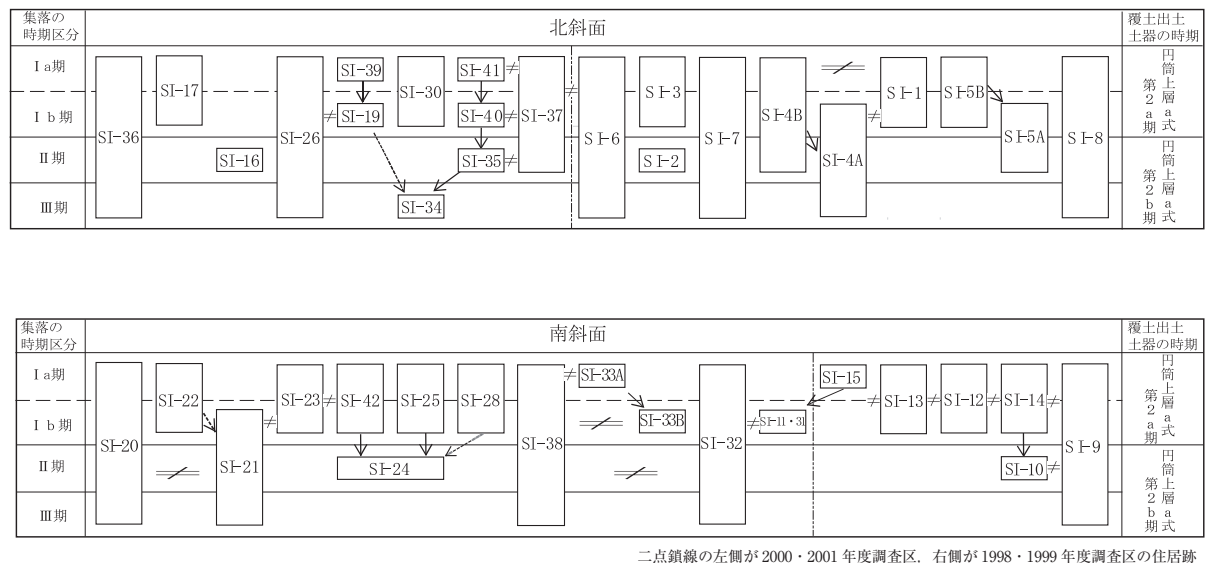 集落の
時期区分
北斜面
覆土出土
土器の時期
Ⅰa期
Ⅰb期
Ⅱ期
Ⅲ期
SI-36
SI-17
SI-16
SI-26
SI-39
≠
SI-19
SI-30
SI-34
SI-41
≠
SI-40
≠
SI-35
≠
SI-37
≠
SI-6
SI-3
SI-2
SI-7
SI-4B
SI-4A
≠
SI-1
SI-5B
SI-5A
SI-8
円筒上層a式
第2a期
円筒上層a式
第2b期
集落の
時期区分
南斜面
覆土出土
土器の時期
Ⅰa期
Ⅰb期
Ⅱ期
Ⅲ期
SI-20
SI-22
SI-21
≠
SI-23
≠
SI-42
SI-25
SI-28
SI-24
SI-38
≠
SI-33A
SI-33B
SI-32
≠
SI-11・31
SI-15
≠
SI-13
≠
SI-12
≠
SI-14
≠
SI-10
≠
SI-9
円筒上層a式
第2a期
円筒上層a式
第2b期
二点鎖線の左側が2000・2001年度調査区，右側が1998・1999年度調査区の住居跡